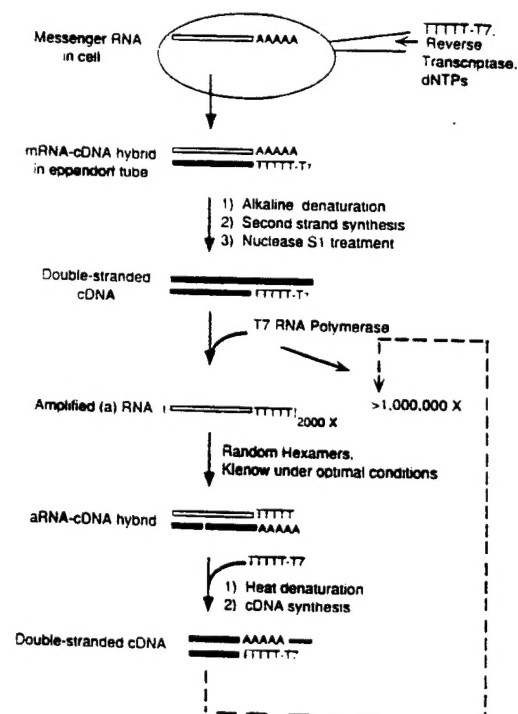 Messenger RNA
in cell
AAAAA
TTTTT-T7.
Reverse
Transcriptase,
dNTPs
mRNA-cDNA hybrid
in eppendorf tube
AAAAA
TTTTT-T7
1) Alkaline denaturation
2) Second strand synthesis
3) Nuclease S1 treatment
Double-stranded
cDNA
TTTTT-T7
T7 RNA Polymerase
>1,000,000 X
Amplified (a) RNA
TTTTT
2000 X
Random Hexamers,
Klenow under optimal conditions
aRNA-cDNA hybrid
TTTTT
AAAAA
TTTTT-T7
1) Heat denaturation
2) cDNA synthesis
Double-stranded cDNA
AAAAA
TTTTT-T7